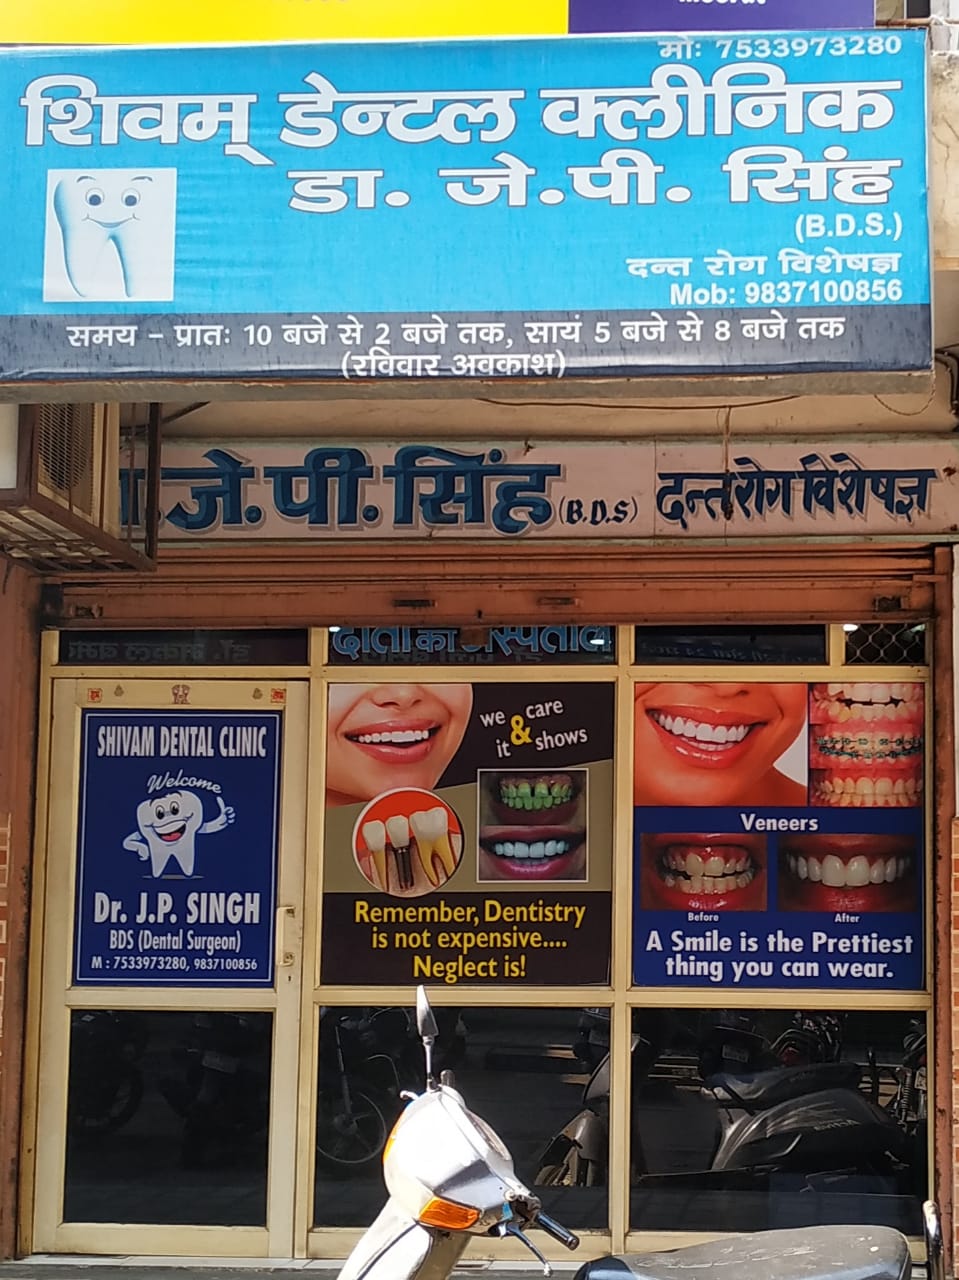 मो: 7533973280
शिवम् डेन्टल क्लीनिक
डा. जे.पी. सिंह
(B.D.S.)
दन्त रोग विशेषज्ञ
Mob: 9837100856
समय - प्रातः 10 बजे से 2 बजे तक, सायं 5 बजे से 8 बजे तक
(रविवार अवकाश)
जे.पी. सिंह (B.D.S) दन्त रोग विशेषज्ञ
दाँतों का अस्पताल
SHIVAM DENTAL CLINIC
Welcome
Dr. J.P. SINGH
BDS (Dental Surgeon)
M : 7533973280, 9837100856
we care
& 
it shows
Remember, Dentistry
is not expensive....
Neglect is!
Veneers
Before After
A Smile is the Prettiest
thing you can wear.